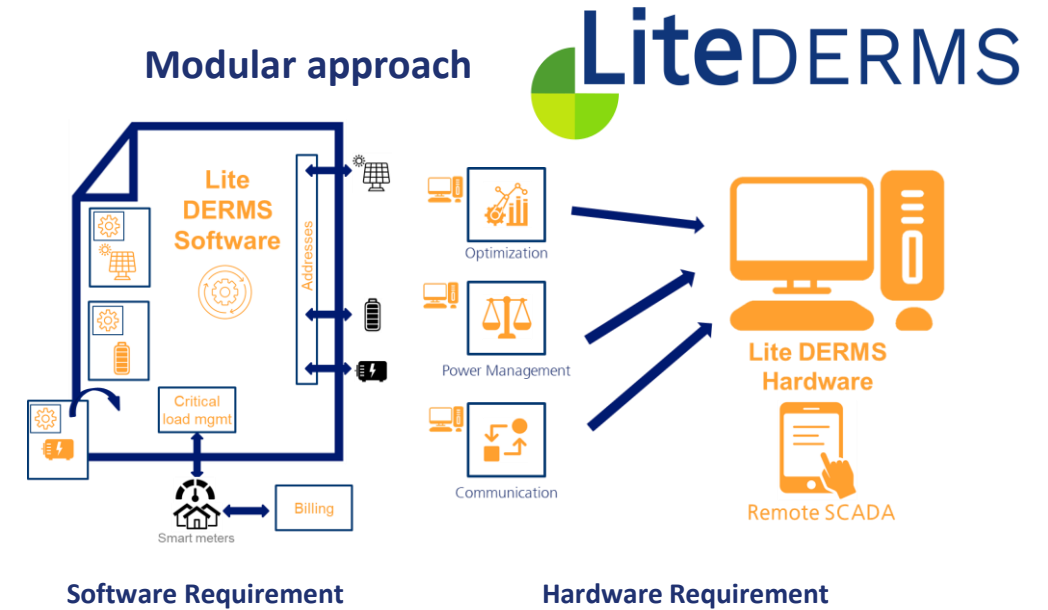 Modular approach
LiteDERMS
Lite
DERMS
Software
Addresses
Critical
load mgmt
Smart meters
Billing
Optimization
Power Management
Communication
Lite DERMS
Hardware
Remote SCADA
Software Requirement
Hardware Requirement